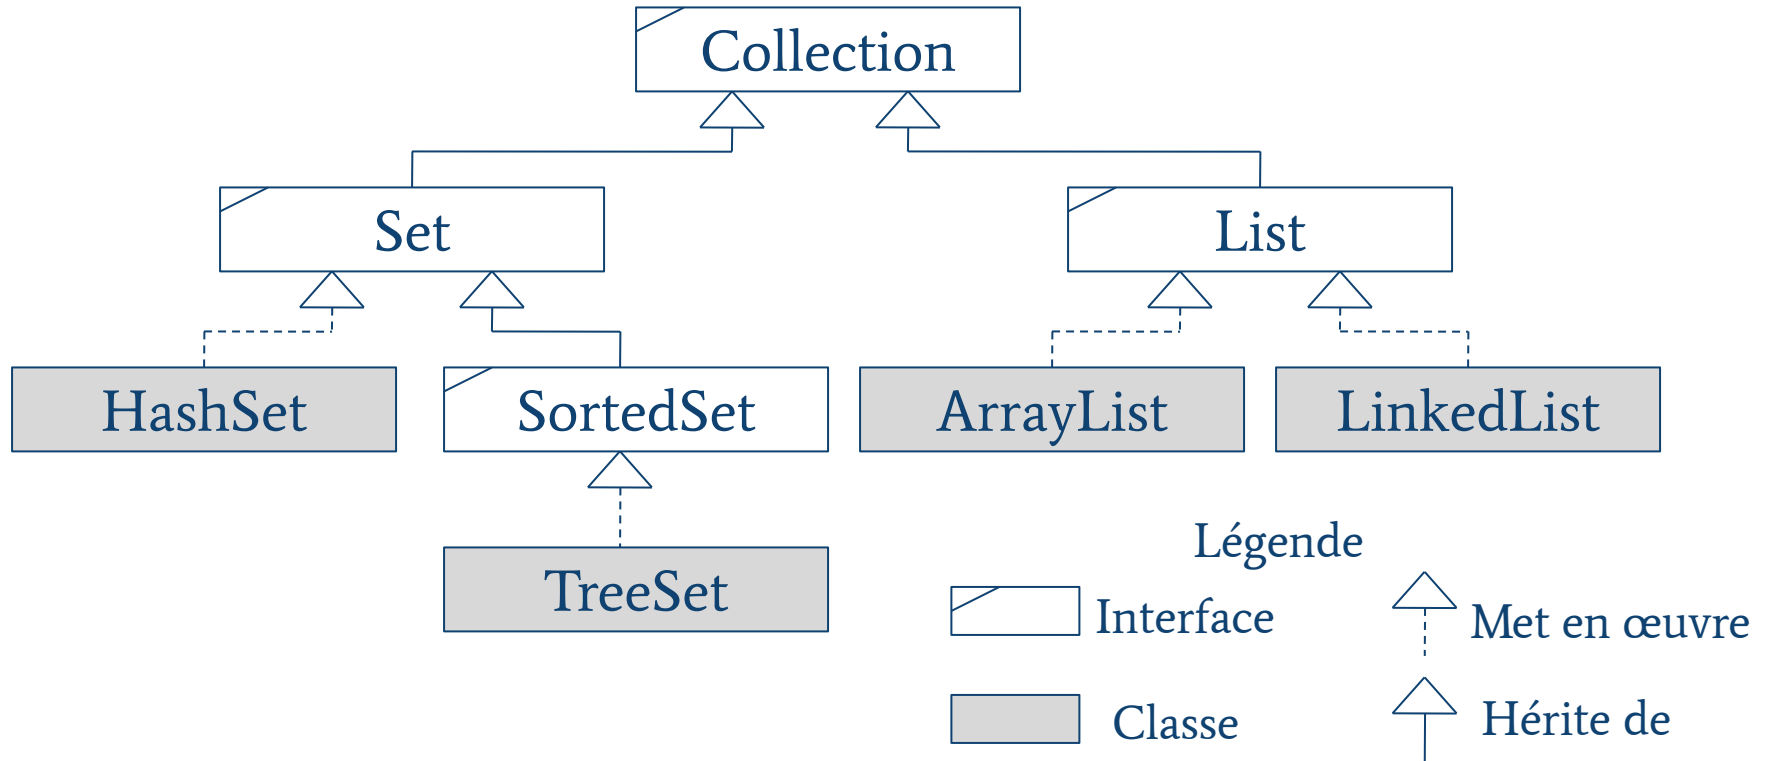 Collection
Set
List
HashSet
SortedSet
ArrayList
LinkedList
TreeSet
Légende
Interface
Met en œuvre
Classe
Hérite de